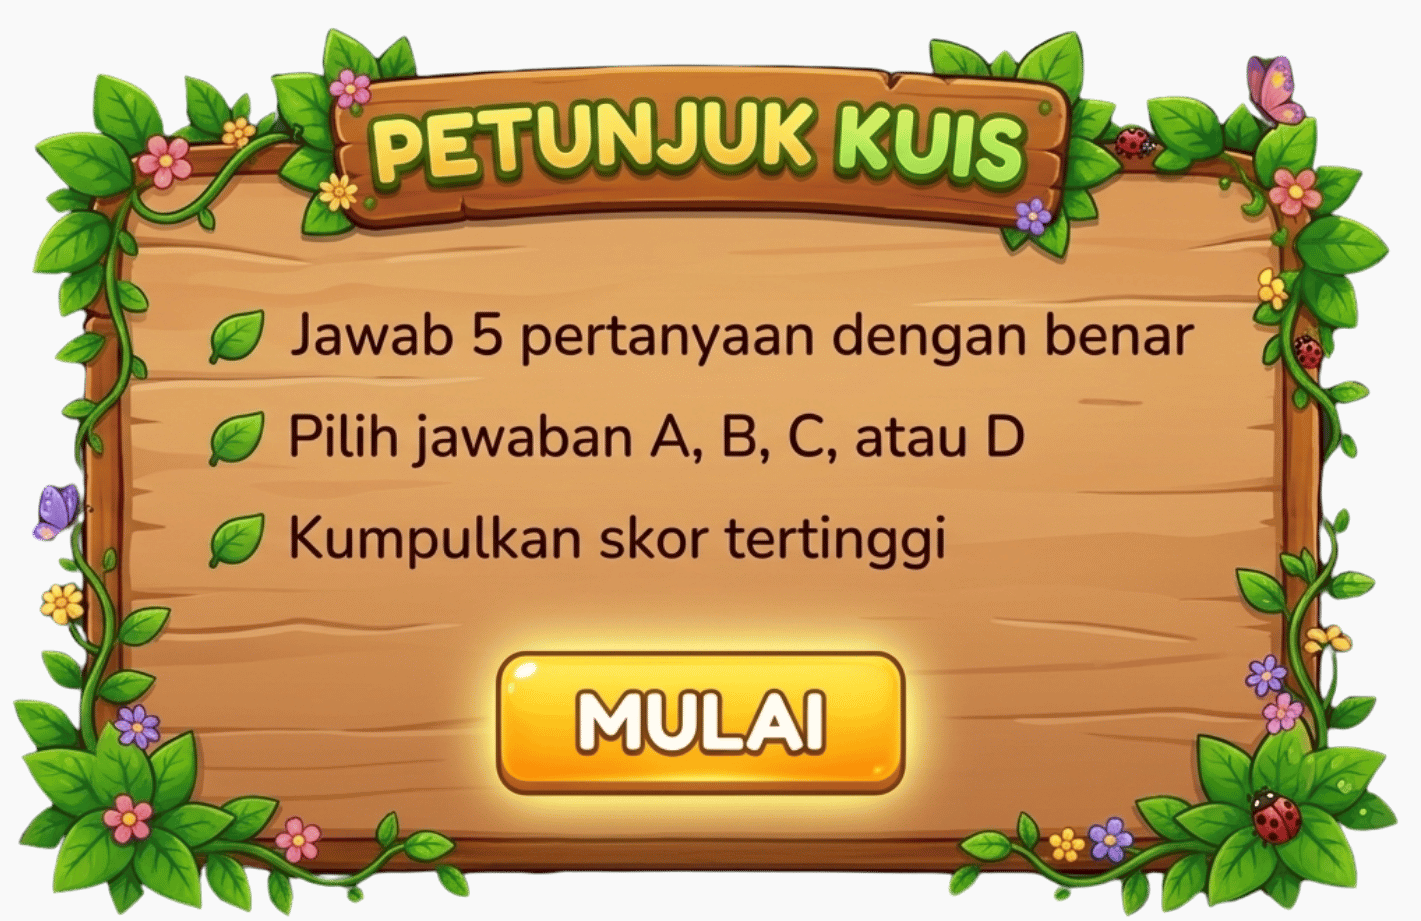 PETUNJUK KUIS
Jawab 5 pertanyaan dengan benar
Pilih jawaban A, B, C, atau D
Kumpulkan skor tertinggi
MULAI